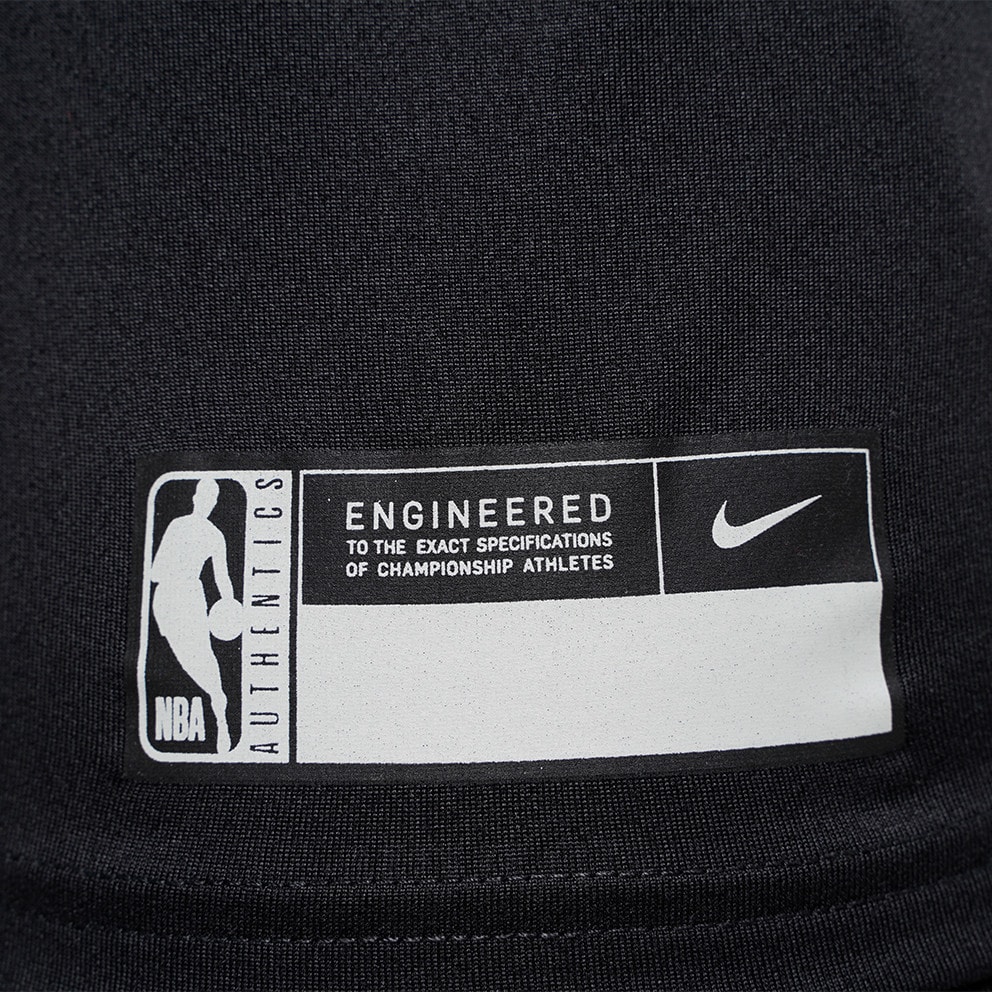 NBA
AUTHENTICS
ENGINEERED
TO THE EXACT SPECIFICATIONS
OF CHAMPIONSHIP ATHLETES